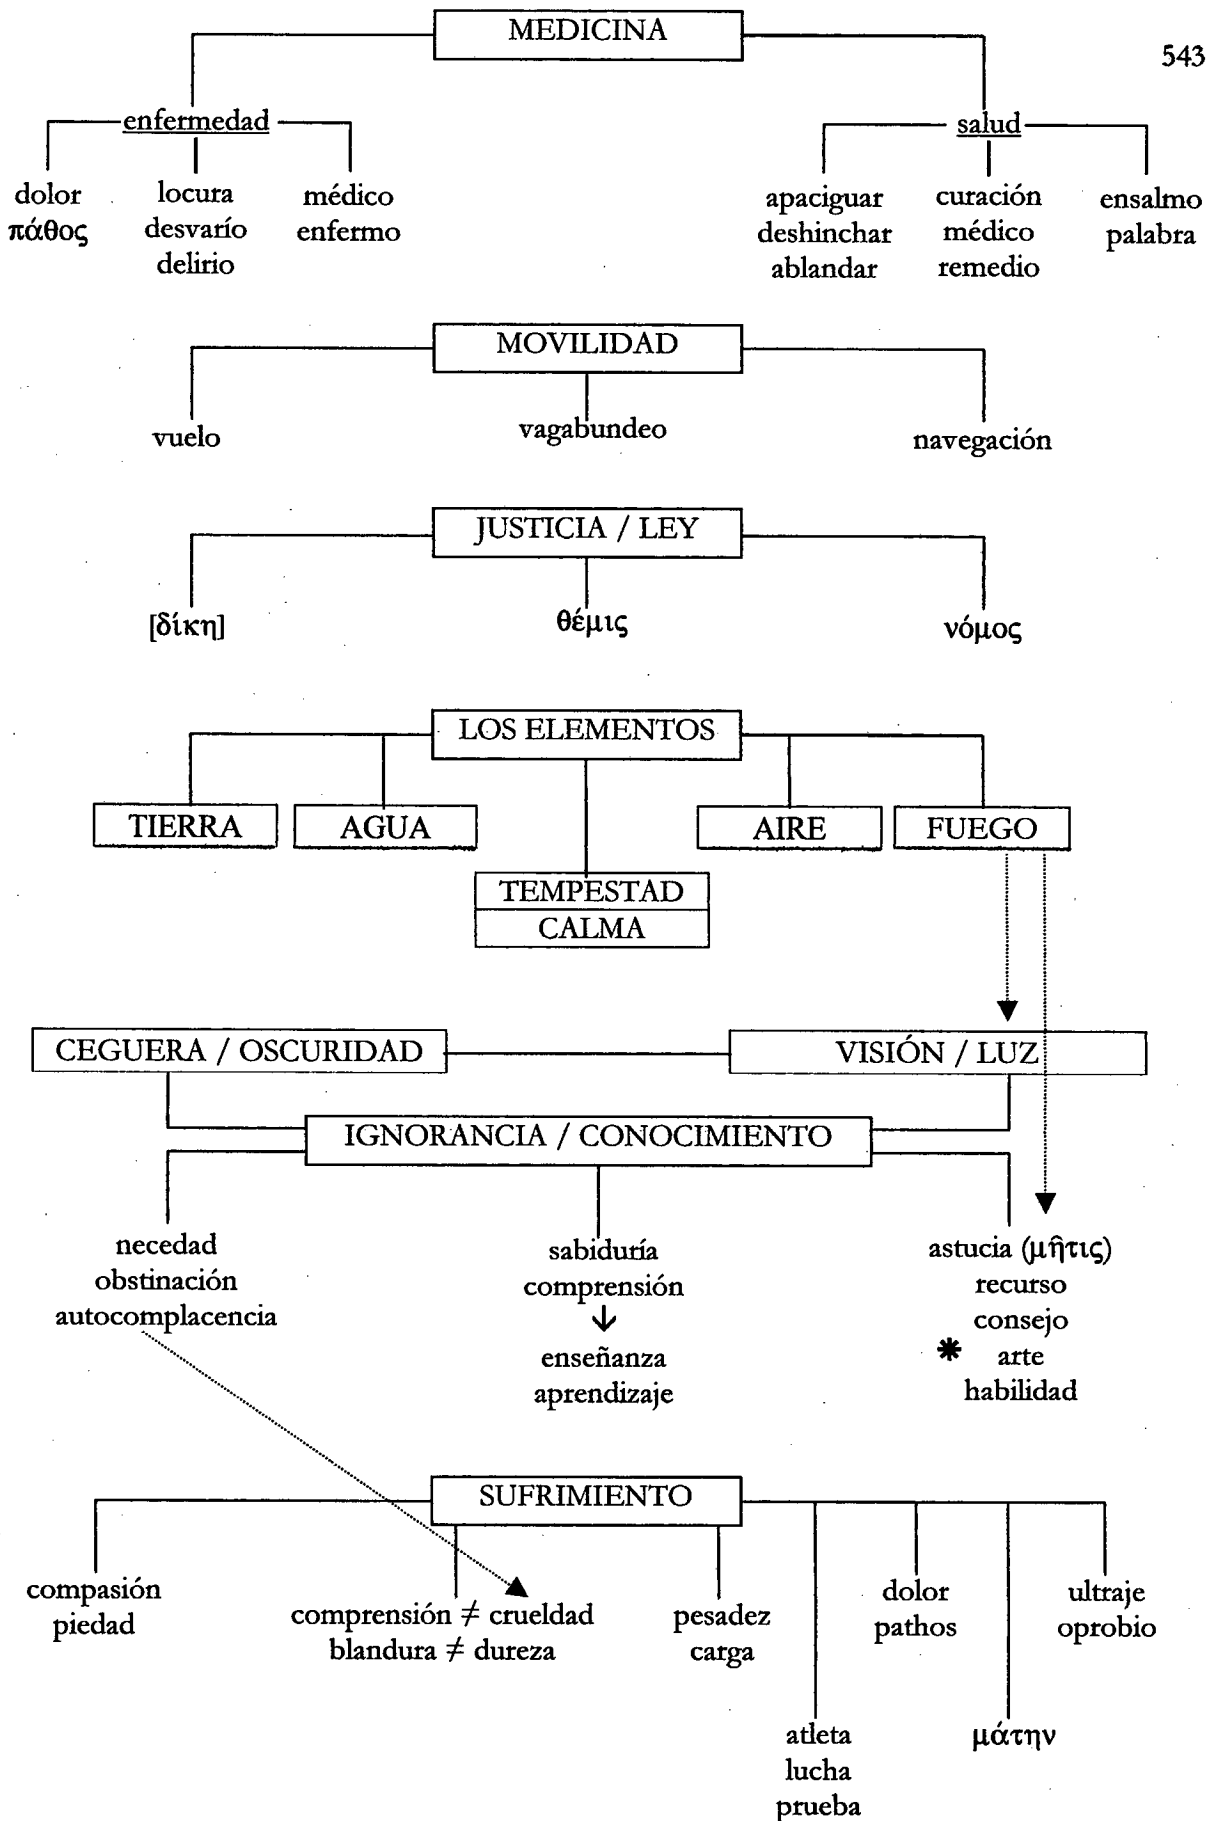 MEDICINA
543
enfermedad
salud
dolor
πάθος
locura
desvarío
delirio
médico
enfermo
apaciguar
deshinchar
ablandar
curación
médico
remedio
ensalmo
palabra
MOVILIDAD
vuelo
vagabundeo
navegación
JUSTICIA / LEY
[δίκη]
θέμις
νόμος
LOS ELEMENTOS
TIERRA
AGUA
AIRE
FUEGO
TEMPESTAD
CALMA
CEGUERA / OSCURIDAD
VISIÓN / LUZ
IGNORANCIA / CONOCIMIENTO
necedad
obstinación
autocomplacencia
sabiduría
comprensión
↓
enseñanza
aprendizaje
astucia (μῆτις)
recurso
consejo
* arte
habilidad
SUFRIMIENTO
compasión
piedad
comprensión ≠ crueldad
blandura ≠ dureza
pesadez
carga
atleta
lucha
prueba
dolor
pathos
μάτην
ultraje
oprobio